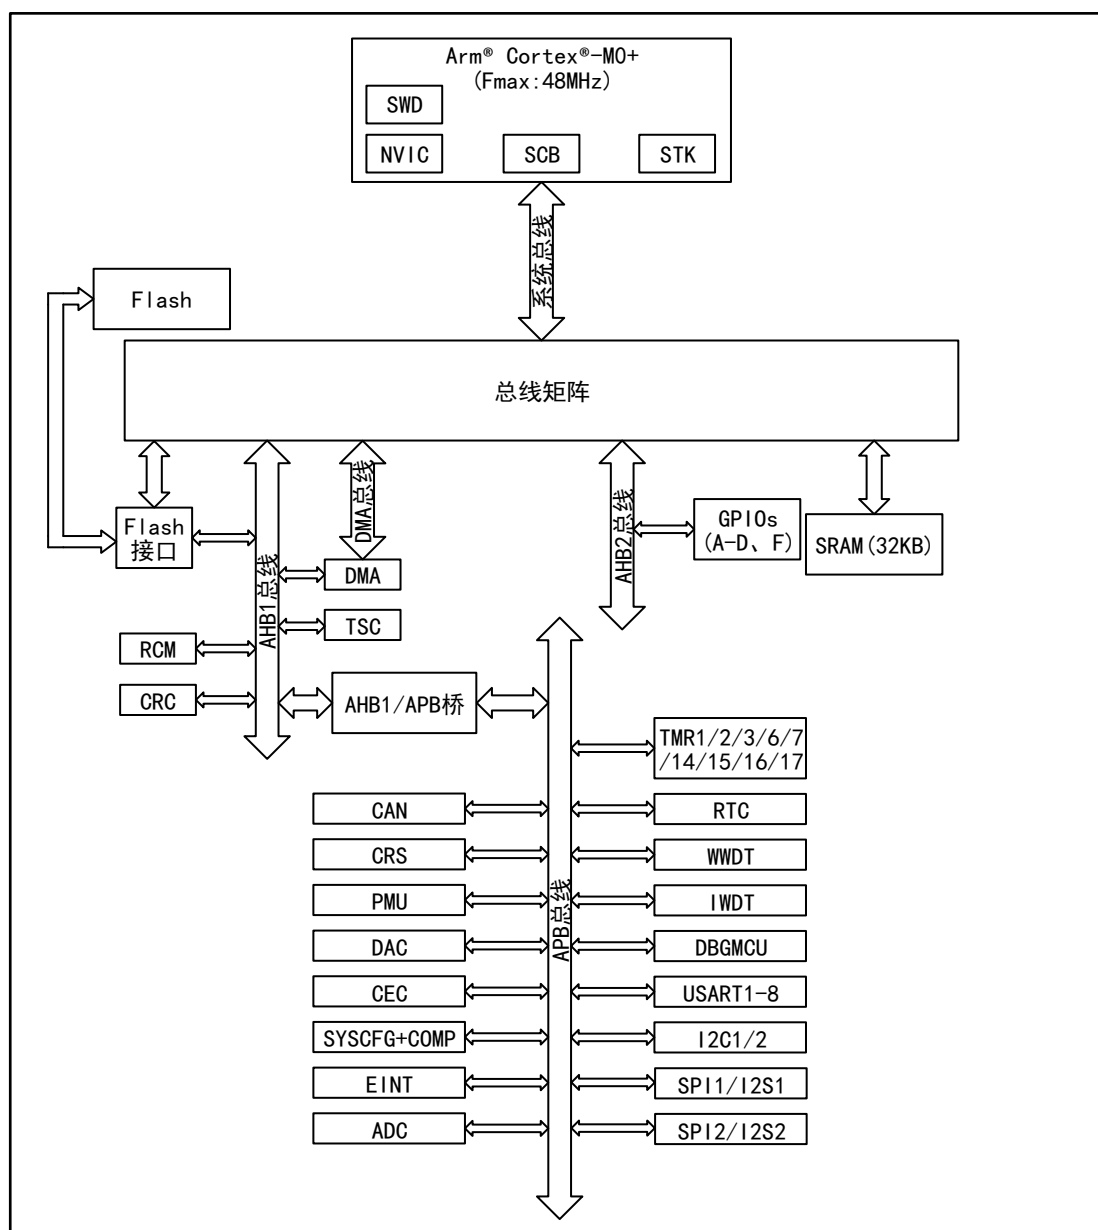 Arm® Cortex®-M0+
(Fmax:48MHz)
SWD
NVIC
SCB
STK
系统总线
Flash
总线矩阵
DMA总线
AHB2总线
Flash
接口
GPIOs
(A-D、F)
SRAM(32KB)
AHB1总线
DMA
TSC
RCM
CRC
AHB1/APB桥
TMR1/2/3/6/7
/14/15/16/17
CAN
RTC
CRS
WWDT
PMU
IWDT
APB总线
DAC
DBGMCU
CEC
USART1-8
SYSCFG+COMP
I2C1/2
EINT
SPI1/I2S1
ADC
SPI2/I2S2